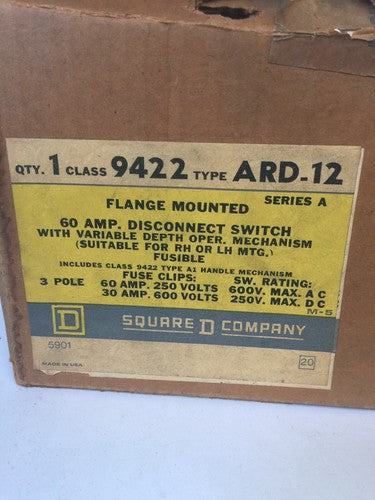 QTY. 1 CLASS 9422 TYPE ARD-12
FLANGE MOUNTED SERIES A
60 AMP. DISCONNECT SWITCH
WITH VARIABLE DEPTH OPER. MECHANISM
(SUITABLE FOR RH OR LH MTG.)
FUSIBLE
INCLUDES CLASS 9422 TYPE A1 HANDLE MECHANISM
FUSE CLIPS: SW. RATING:
3 POLE 60 AMP. 250 VOLTS 600V. MAX. A C
30 AMP. 600 VOLTS 250V. MAX. D C
M-5
D SQUARE D COMPANY
5901
MADE IN USA 20